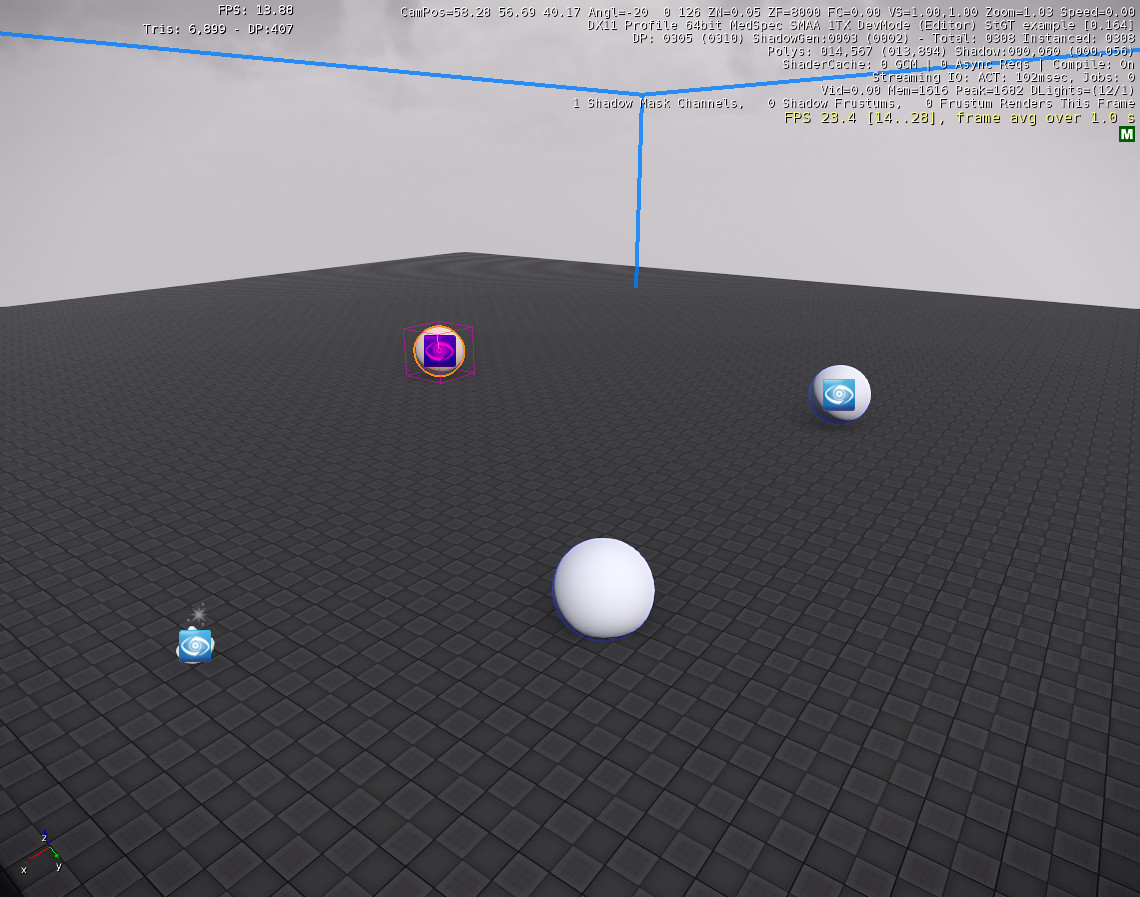 FPS: 13.88
Tris: 6,899 - DP:407
CamPos=58.28 56.69 40.17 Angl=-20 0 126 ZN=0.05 ZF=8000 FC=0.00 VS=1.00,1.00 Zoom=1.03 Speed=0.00
DX11 Profile 64bit MedSpec SMAA 1TX DevMode (Editor) StGT example [0.164]
DP: 0305 (0310) ShadowGen:0003 (0002) - Total: 0308 Instanced: 0308
Polys: 014,567 (013,894) Shadow:000,060 (000,056)
ShaderCache: 0 GCM | 0 Async Reqs | Compile: On
Streaming IO: ACT: 102msec, Jobs: 0
Vid=0.00 Mem=1616 Peak=1682 DLights=(12/1)
1 Shadow Mask Channels, 0 Shadow Frustums, 0 Frustum Renders This Frame
FPS 23.4 [14..28], frame avg over 1.0 s
M
z
x
y